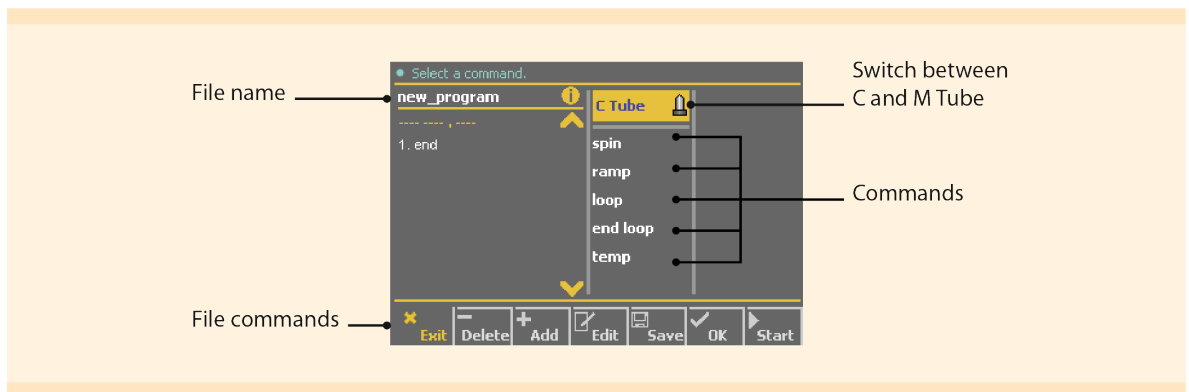 File name
Select a command.
new_program
---- ---- , ----
1. end
C Tube
spin
ramp
loop
end loop
temp
Switch between
C and M Tube
Commands
File commands
Exit
Delete
Add
Edit
Save
OK
Start